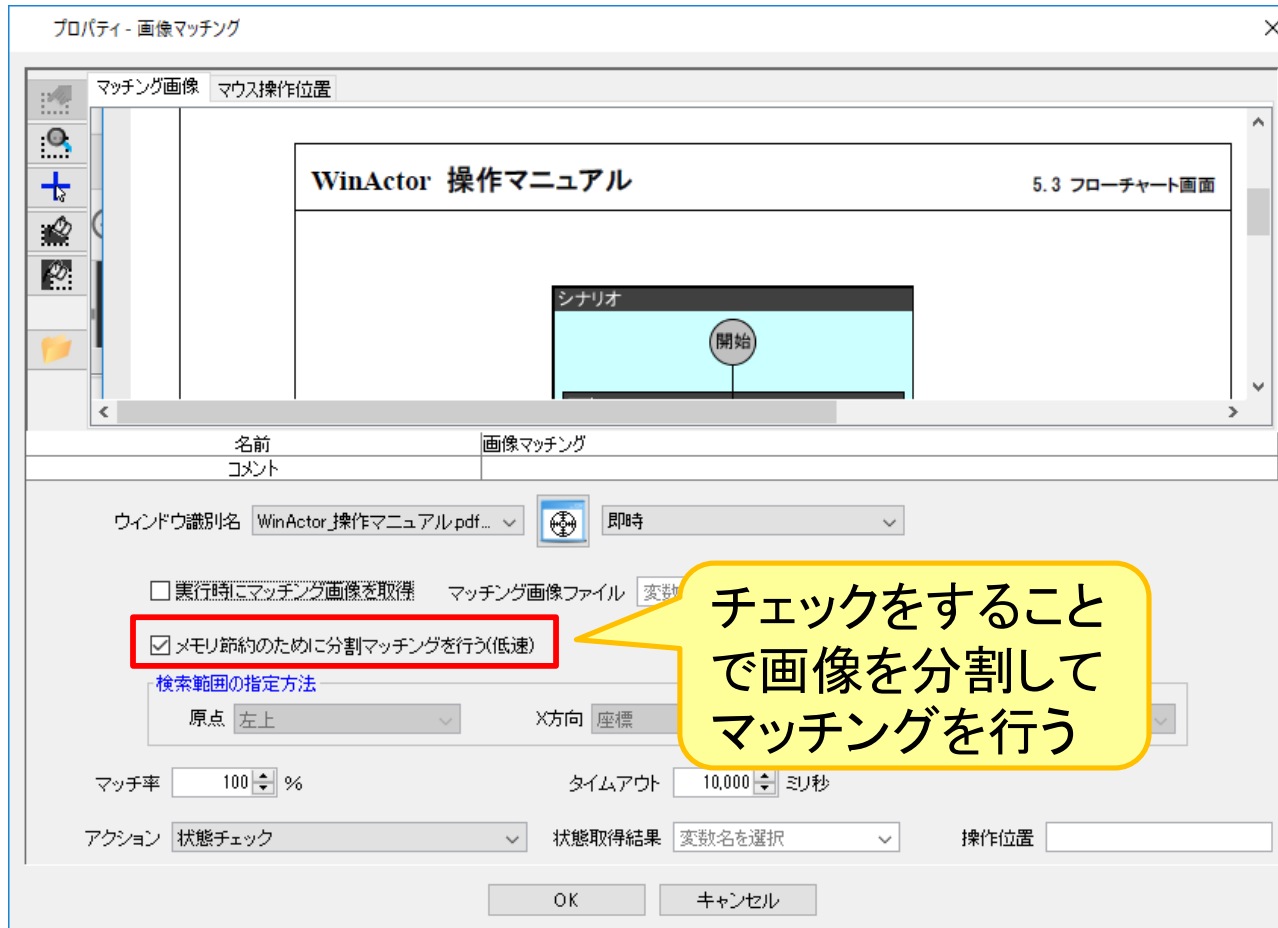 プロパティ - 画像マッチング
マッチング画像 マウス操作位置
WinActor 操作マニュアル
5.3 フローチャート画面
シナリオ
開始
名前 画像マッチング
コメント
ウィンドウ識別名 WinActor_操作マニュアル.pdf... 即時
実行時にマッチング画像を取得 マッチング画像ファイル 変数
メモリ節約のために分割マッチングを行う(低速)
チェックをすること
で画像を分割して
マッチングを行う
検索範囲の指定方法
原点 左上 X方向 座標
マッチ率 100 % タイムアウト 10,000 ミリ秒
アクション 状態チェック 状態取得結果 変数名を選択 操作位置
OK キャンセル